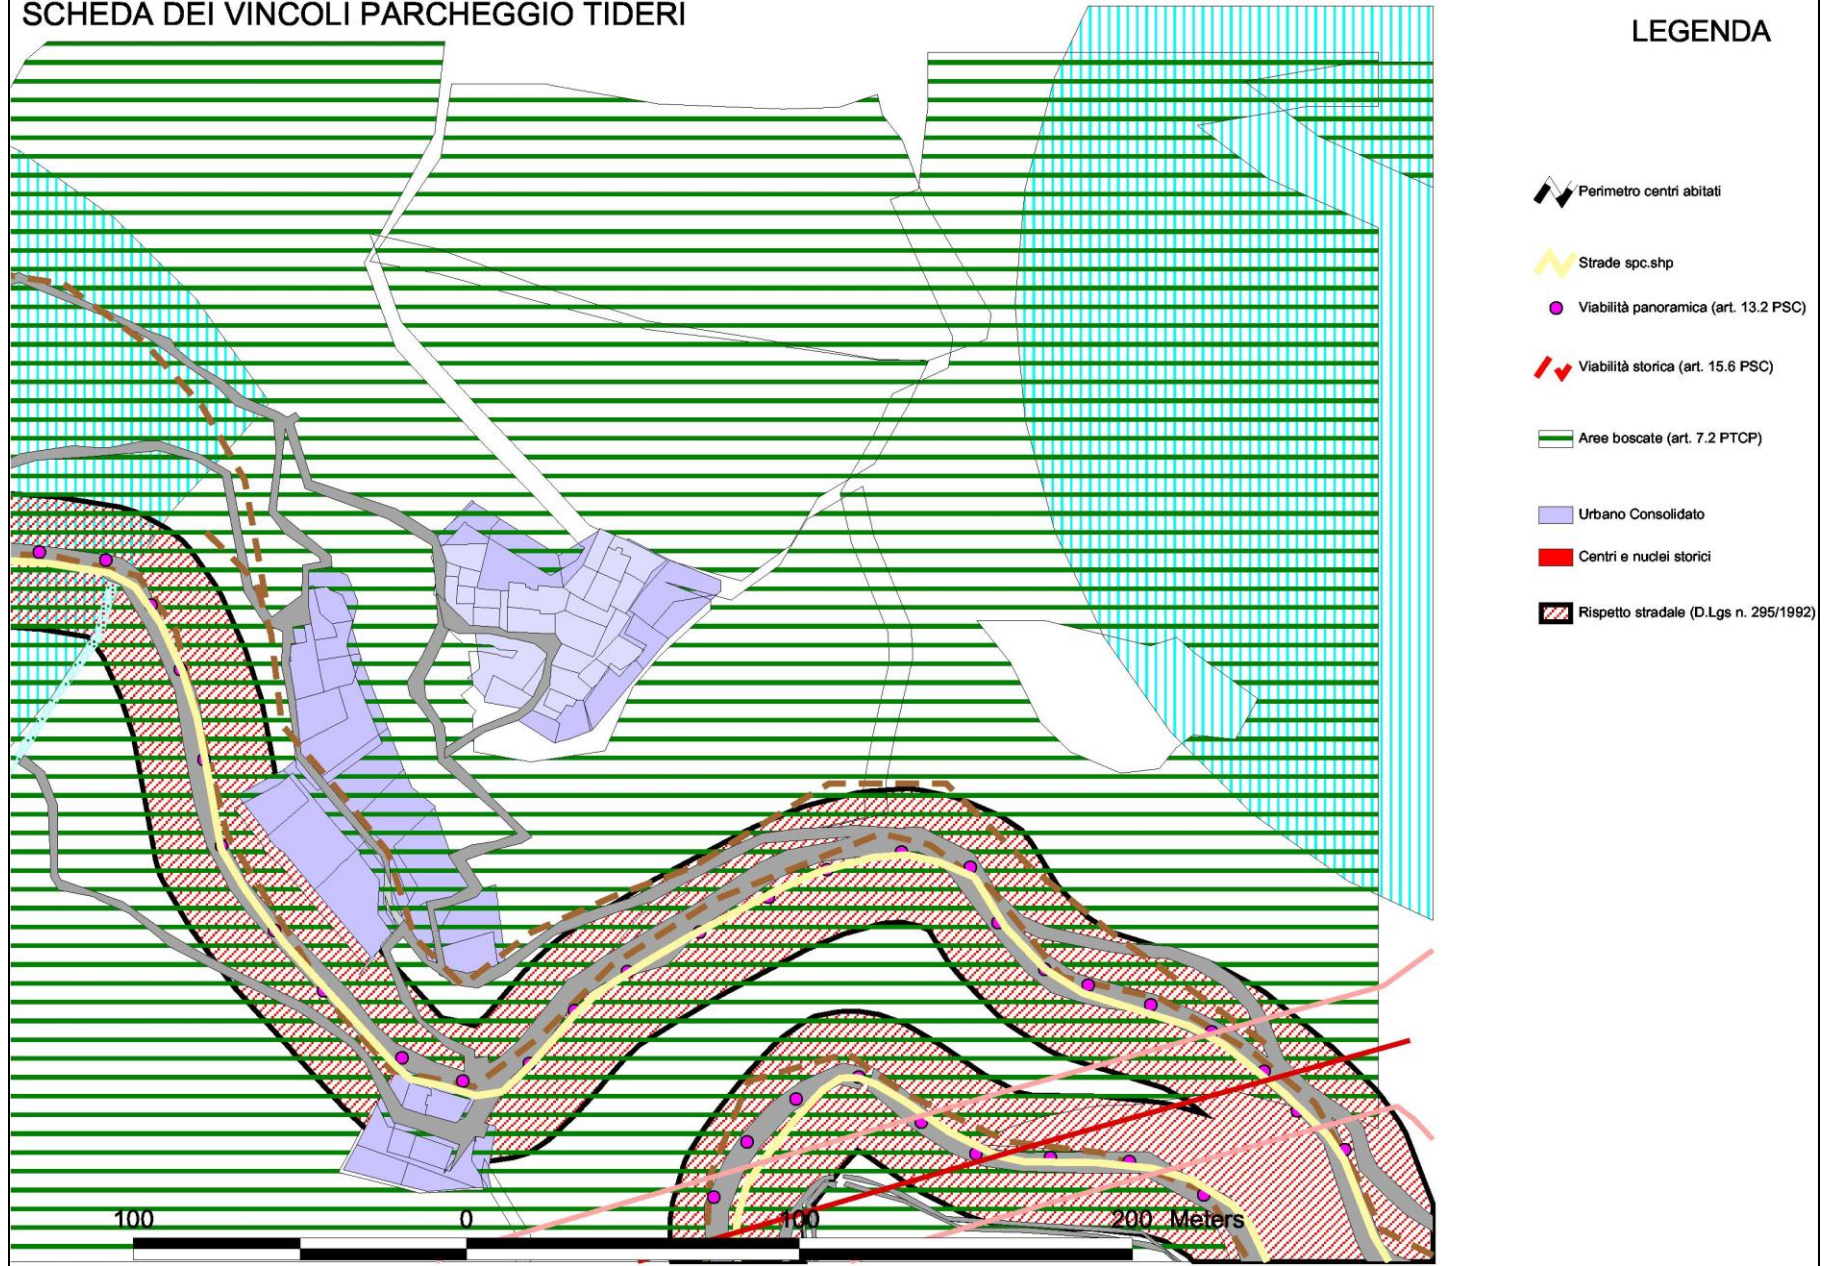 SCHEDA DEI VINCOLI PARCHEGGIO TIDERI
LEGENDA
Perimetro centri abitati
Strade spc.shp
Viabilità panoramica (art. 13.2 PSC)
Viabilità storica (art. 15.6 PSC)
Aree boscate (art. 7.2 PTCP)
Urbano Consolidato
Centri e nuclei storici
Rispetto stradale (D.Lgs n. 295/1992)
100 0 100 200 Meters